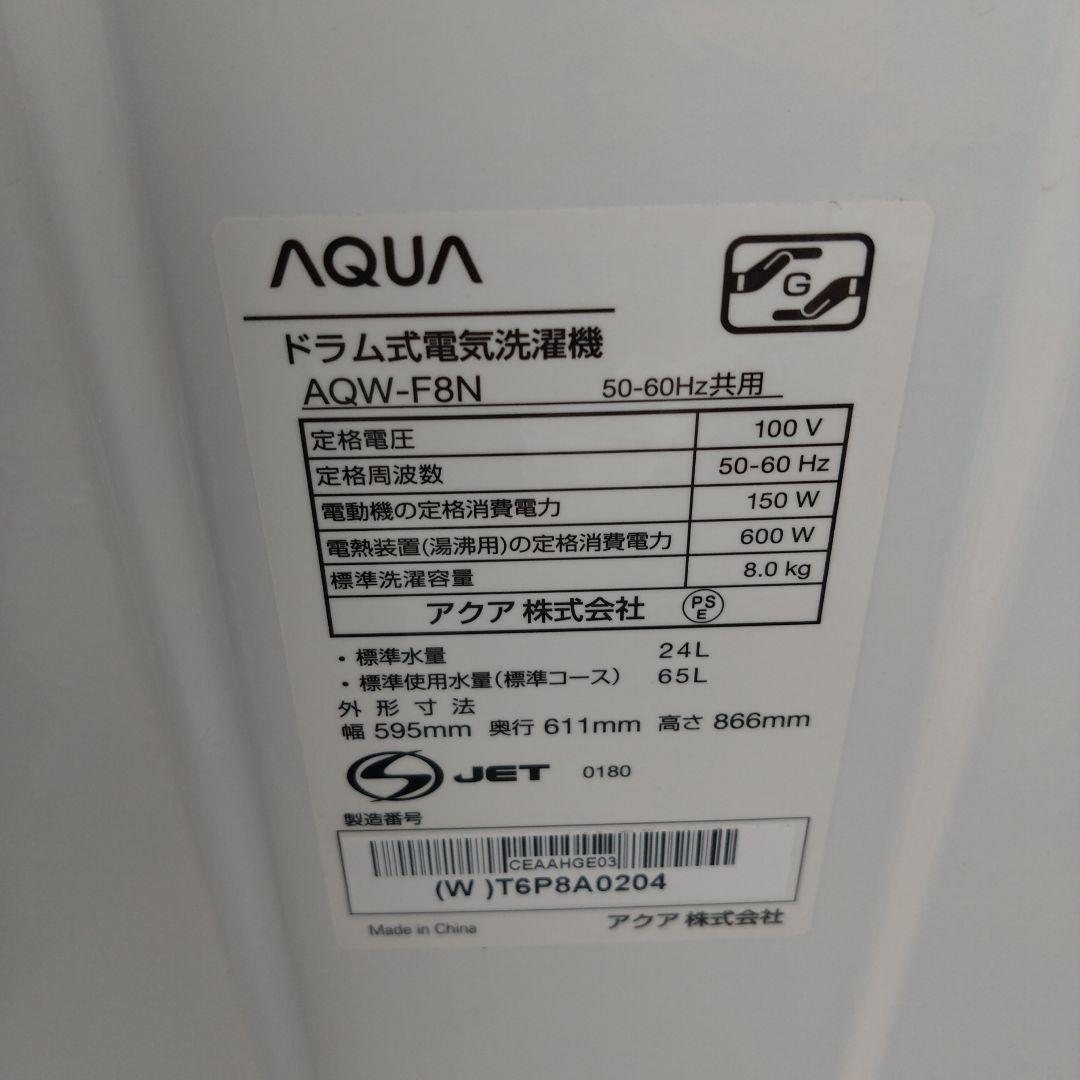 AQUA
G
ドラム式電気洗濯機
AQW-F8N 50-60Hz共用
定格電圧 100 V
定格周波数 50-60 Hz
電動機の定格消費電力 150 W
電熱装置(湯沸用)の定格消費電力 600 W
標準洗濯容量 8.0 kg
アクア 株式会社 PSE
・標準水量 24L
・標準使用水量(標準コース) 65L
外形寸法
幅 595mm 奥行 611mm 高さ 866mm
S JET 0180
製造番号
CEAAHGE03
(W )T6P8A0204
Made in China アクア 株式会社